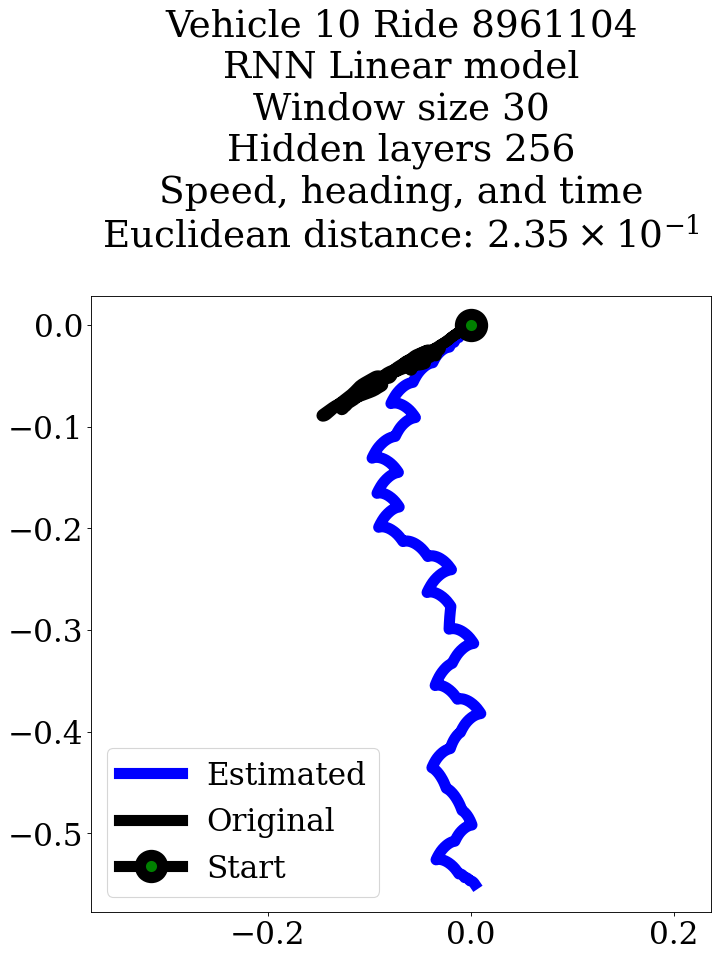 Vehicle 10 Ride 8961104
RNN Linear model
Window size 30
Hidden layers 256
Speed, heading, and time
Euclidean distance: 2.35 × 10⁻¹
0.0
−0.1
−0.2
−0.3
−0.4
−0.5
Estimated
Original
Start
−0.2
0.0
0.2